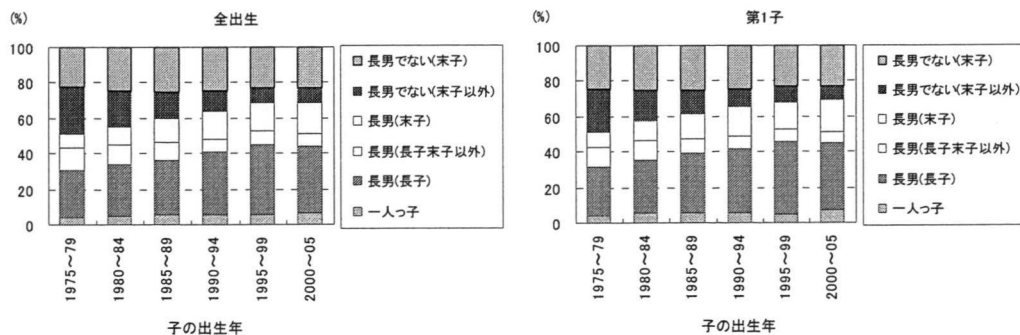 (%)
全出生
100
80
60
40
20
0
1975～79
1980～84
1985～89
1990～94
1995～99
2000～05
子の出生年
長男でない(末子)
長男でない(末子以外)
長男(末子)
長男(長子末子以外)
長男(長子)
一人っ子
(%)
第1子
100
80
60
40
20
0
1975～79
1980～84
1985～89
1990～94
1995～99
2000～05
子の出生年
長男でない(末子)
長男でない(末子以外)
長男(末子)
長男(長子末子以外)
長男(長子)
一人っ子